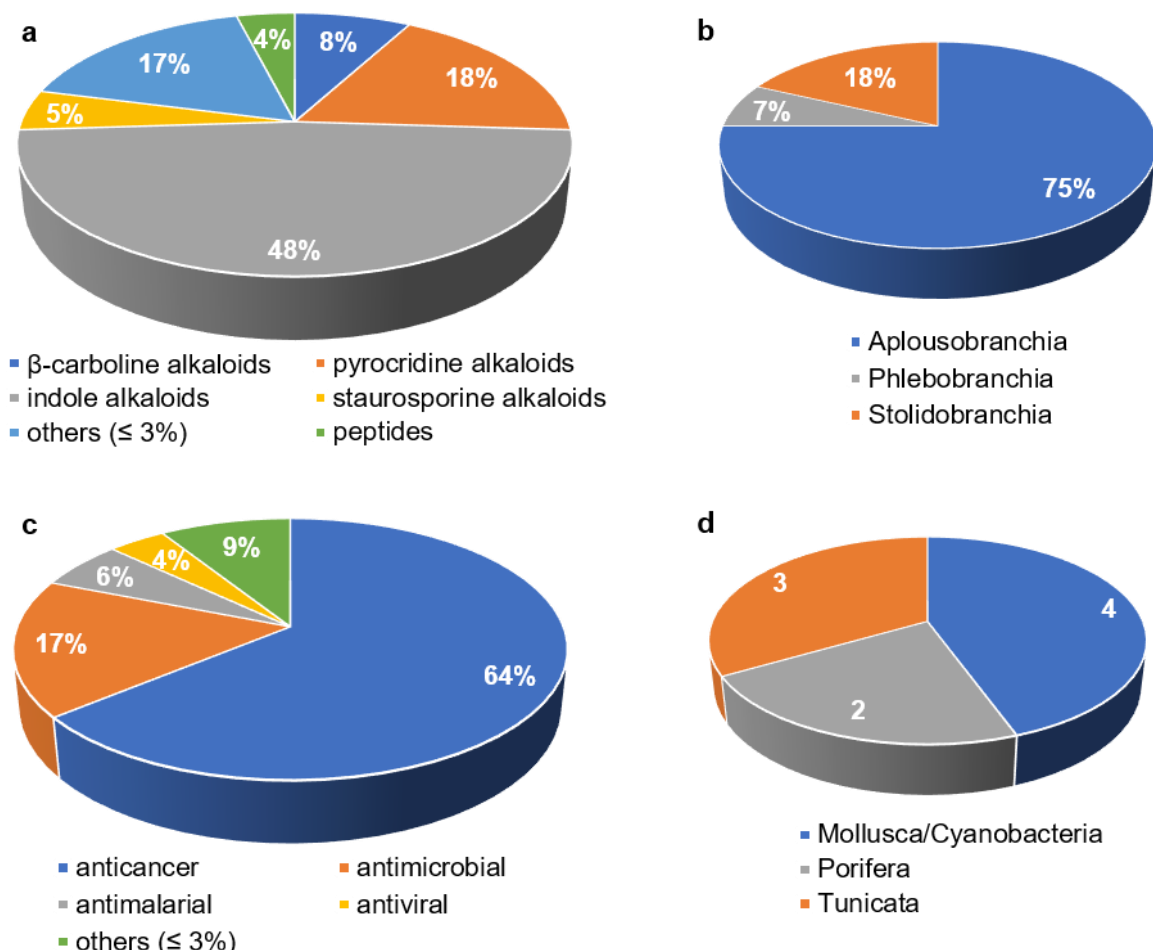 a
4%
8%
17%
18%
5%
48%
β-carboline alkaloids
pyrocridine alkaloids
indole alkaloids
staurosporine alkaloids
others (≤ 3%)
peptides
b
18%
7%
75%
Aplousobranchia
Phlebobranchia
Stolidobranchia
c
9%
4%
6%
17%
64%
anticancer
antimicrobial
antimalarial
antiviral
others (≤ 3%)
d
3
4
2
Mollusca/Cyanobacteria
Porifera
Tunicata